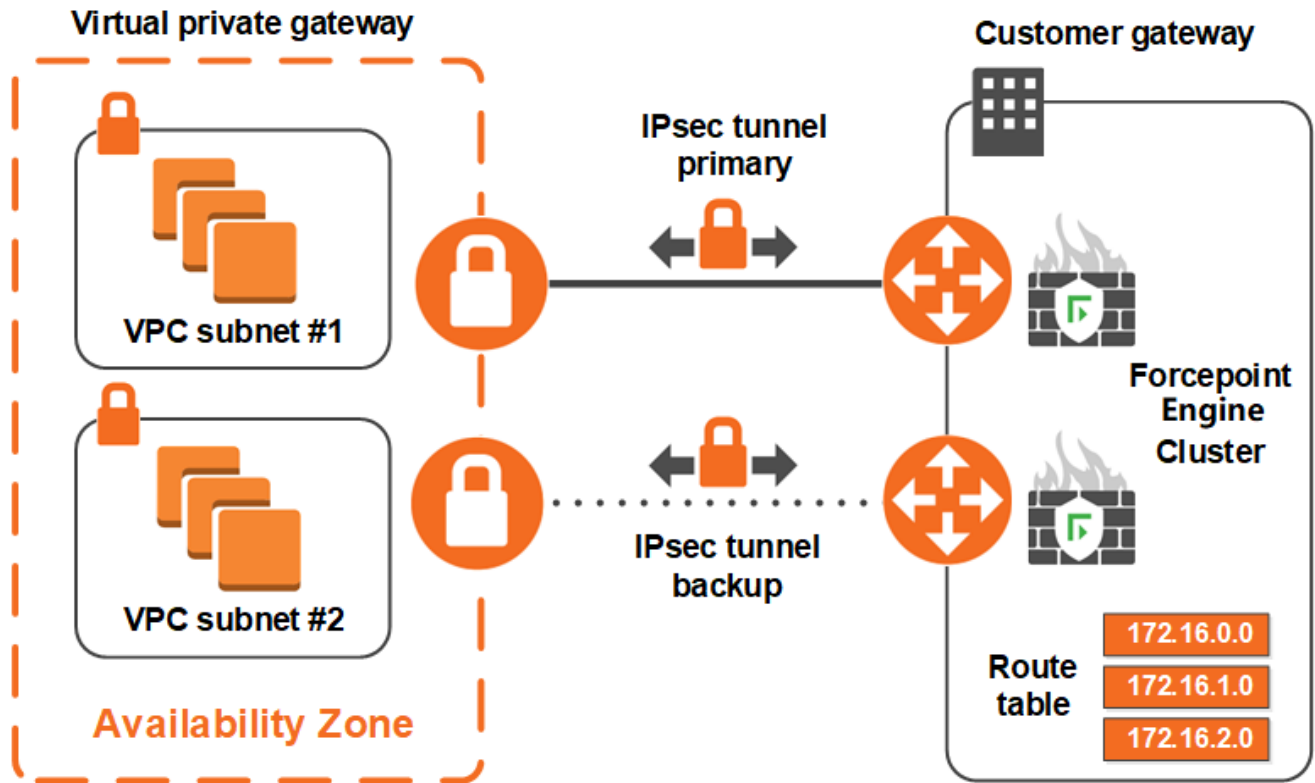 Virtual private gateway
VPC subnet #1
VPC subnet #2
Availability Zone
IPsec tunnel
primary
IPsec tunnel
backup
Customer gateway
Forcepoint
Engine
Cluster
Route
table
172.16.0.0
172.16.1.0
172.16.2.0